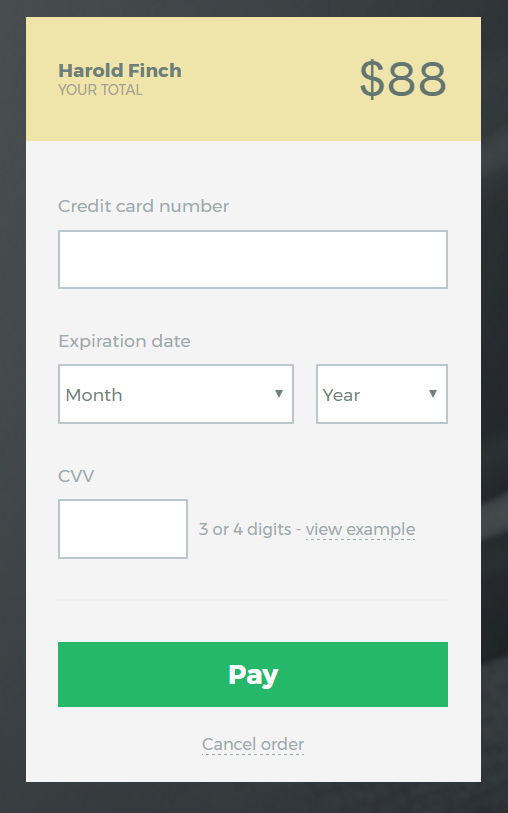 Harold Finch
YOUR TOTAL
$88
Credit card number
Expiration date
Month
Year
CVV
3 or 4 digits - view example
Pay
Cancel order